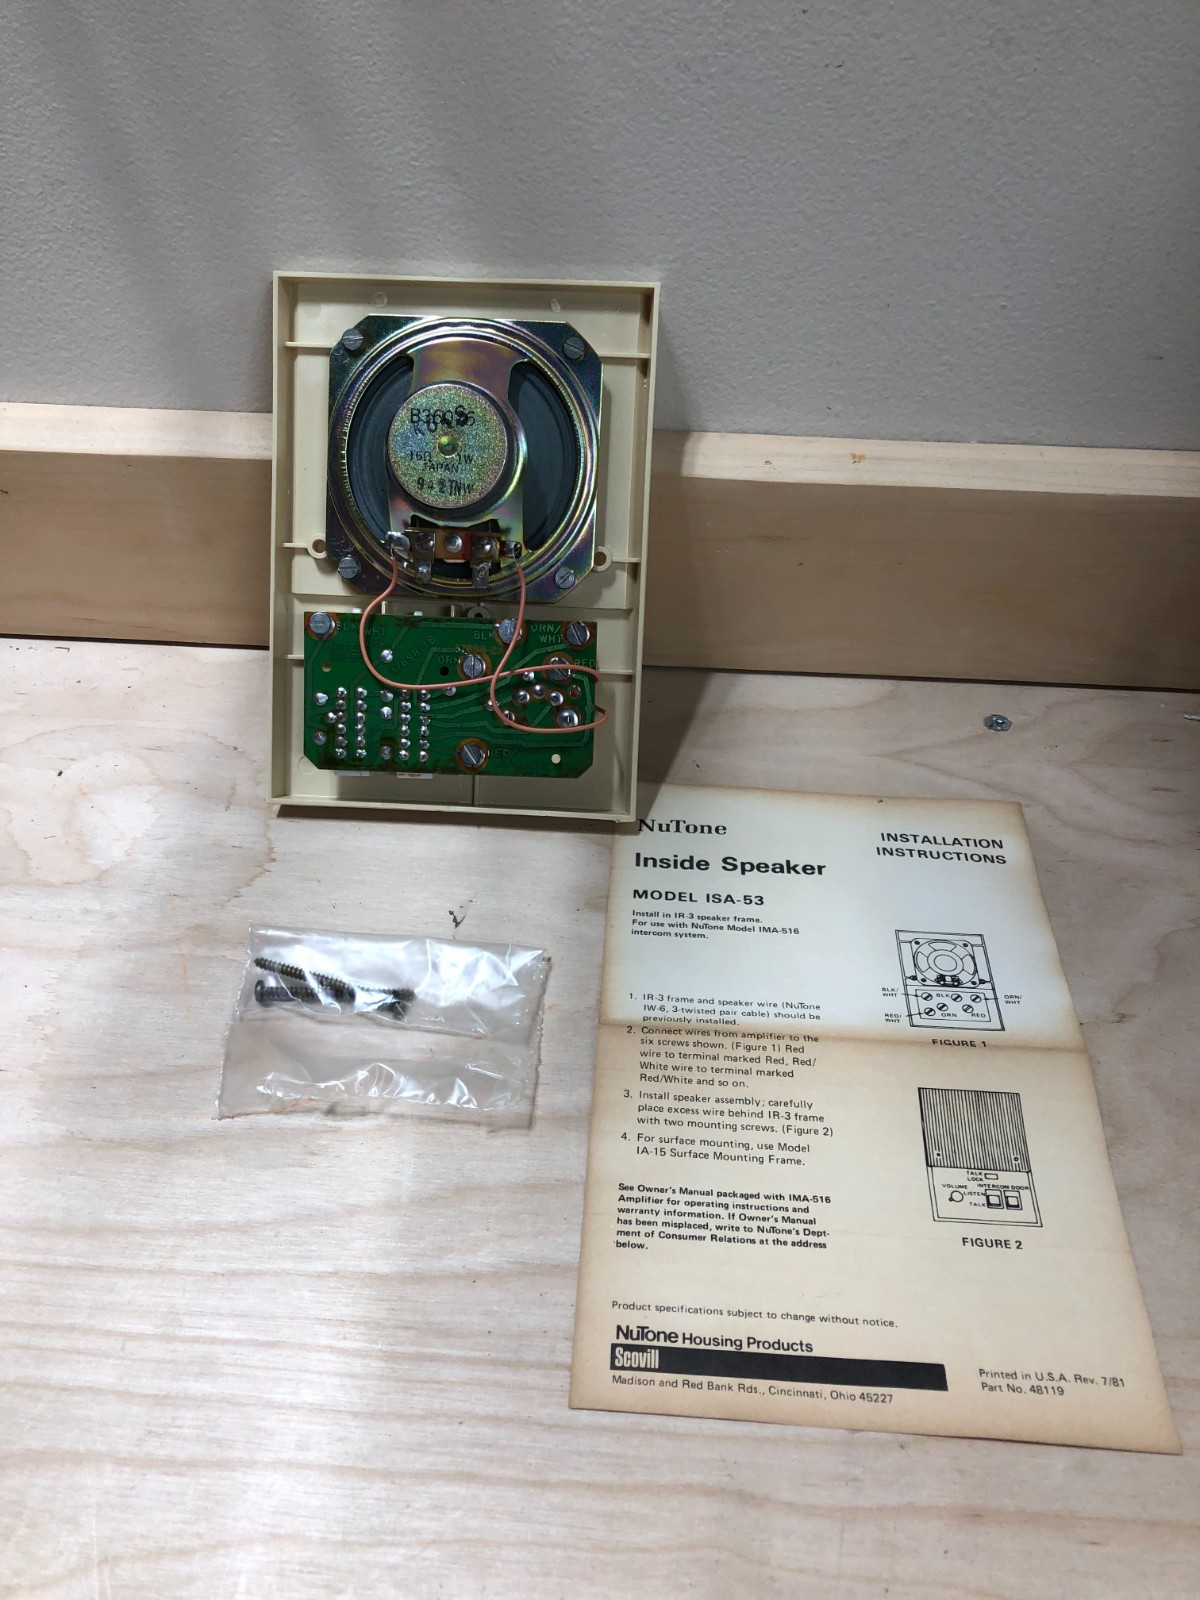 JAPAN
BLK/
WHT
BLK
ORN/
WHT
ORN
RED
RED/
NuTone
INSTALLATION
INSTRUCTIONS
Inside Speaker
MODEL ISA-53
Install in IR-3 speaker frame.
For use with NuTone Model IMA-516
intercom system.
1. IR-3 frame and speaker wire (NuTone
IW-6, 3-twisted pair cable) should be
previously installed.
2. Connect wires from amplifier to the
six screws shown. (Figure 1) Red
wire to terminal marked Red, Red/
White wire to terminal marked
Red/White and so on.
3. Install speaker assembly; carefully
place excess wire behind IR-3 frame
with two mounting screws. (Figure 2)
4. For surface mounting, use Model
IA-15 Surface Mounting Frame.
See Owner's Manual packaged with IMA-516
Amplifier for operating instructions and
warranty information. If Owner's Manual
has been misplaced, write to NuTone's Dept-
ment of Consumer Relations at the address
below.
BLK/
WHT
BLK
ORN/
WHT
RED/
WHT
ORN
RED
FIGURE 1
TALK
LOCK
VOLUME
INTERCOM DOOR
LISTEN
TALK
FIGURE 2
Product specifications subject to change without notice.
NuTone Housing Products
Scovill
Madison and Red Bank Rds., Cincinnati, Ohio 45227
Printed in U.S.A. Rev. 7/81
Part No. 48119